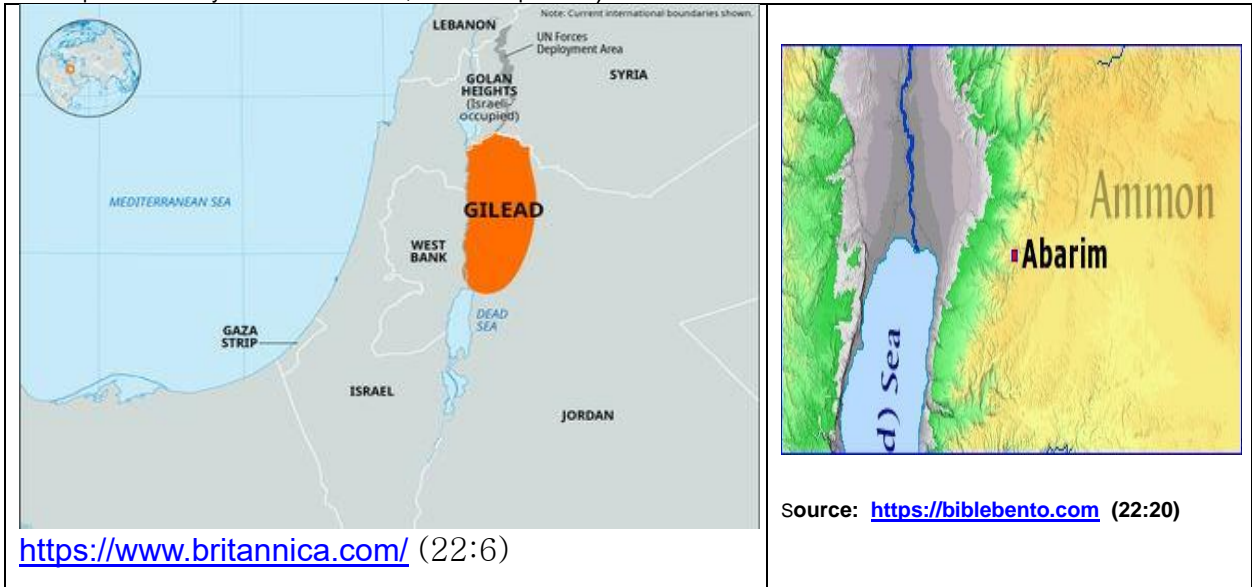 Note: Current international boundaries shown.
LEBANON
UN Forces
Deployment Area
SYRIA
GOLAN
HEIGHTS
(Israeli-
occupied)
MEDITERRANEAN SEA
GILEAD
WEST
BANK
DEAD
SEA
GAZA
STRIP
ISRAEL
JORDAN
https://www.britannica.com/ (22:6)
Ammon
Abarim
d) Sea
Source: https://biblebento.com (22:20)